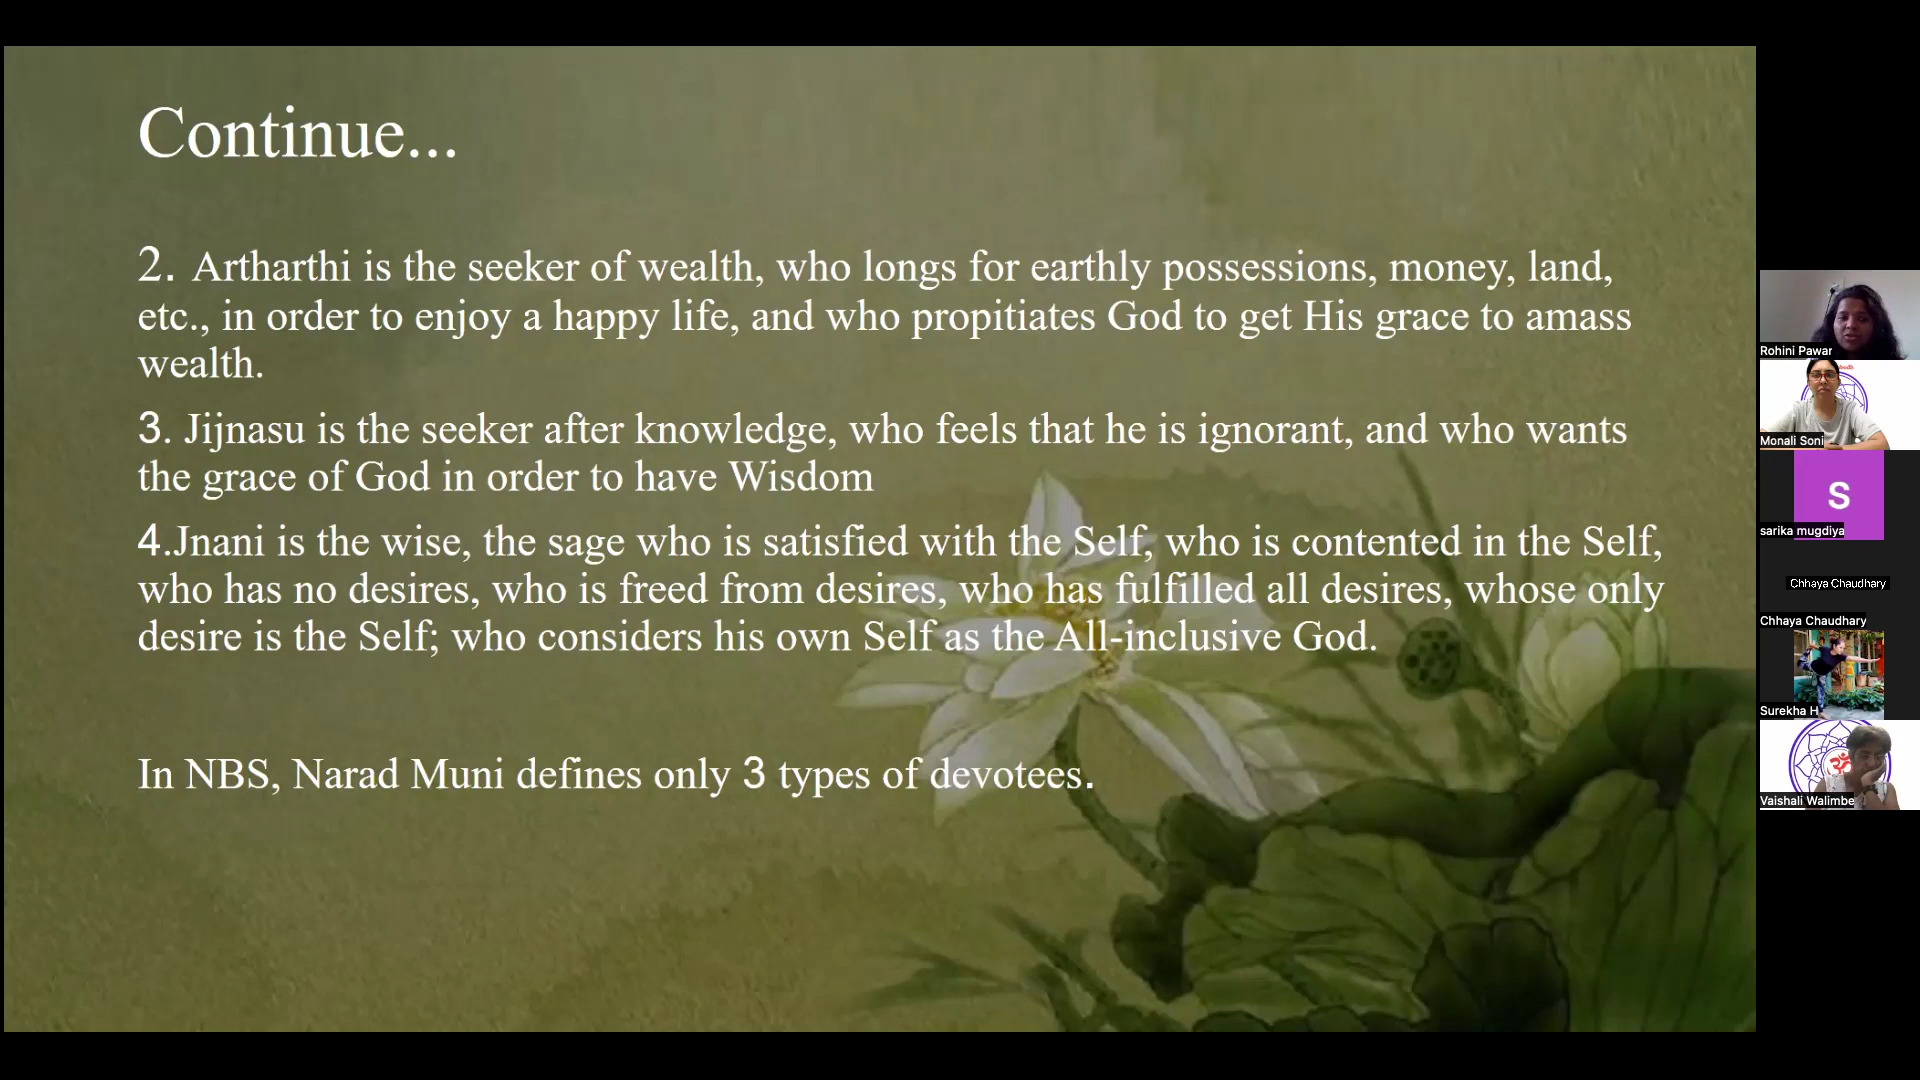 Continue...
2. Artharthi is the seeker of wealth, who longs for earthly possessions, money, land,
etc., in order to enjoy a happy life, and who propitiates God to get His grace to amass
wealth.
3. Jijnasu is the seeker after knowledge, who feels that he is ignorant, and who wants
the grace of God in order to have Wisdom
4.Jnani is the wise, the sage who is satisfied with the Self, who is contented in the Self,
who has no desires, who is freed from desires, who has fulfilled all desires, whose only
desire is the Self; who considers his own Self as the All-inclusive God.
In NBS, Narad Muni defines only 3 types of devotees.
Rohini Pawar
Monali Soni
S
sarika mugdiya
Chhaya Chaudhary
Chhaya Chaudhary
Surekha H
ॐ
Vaishali Walimbe